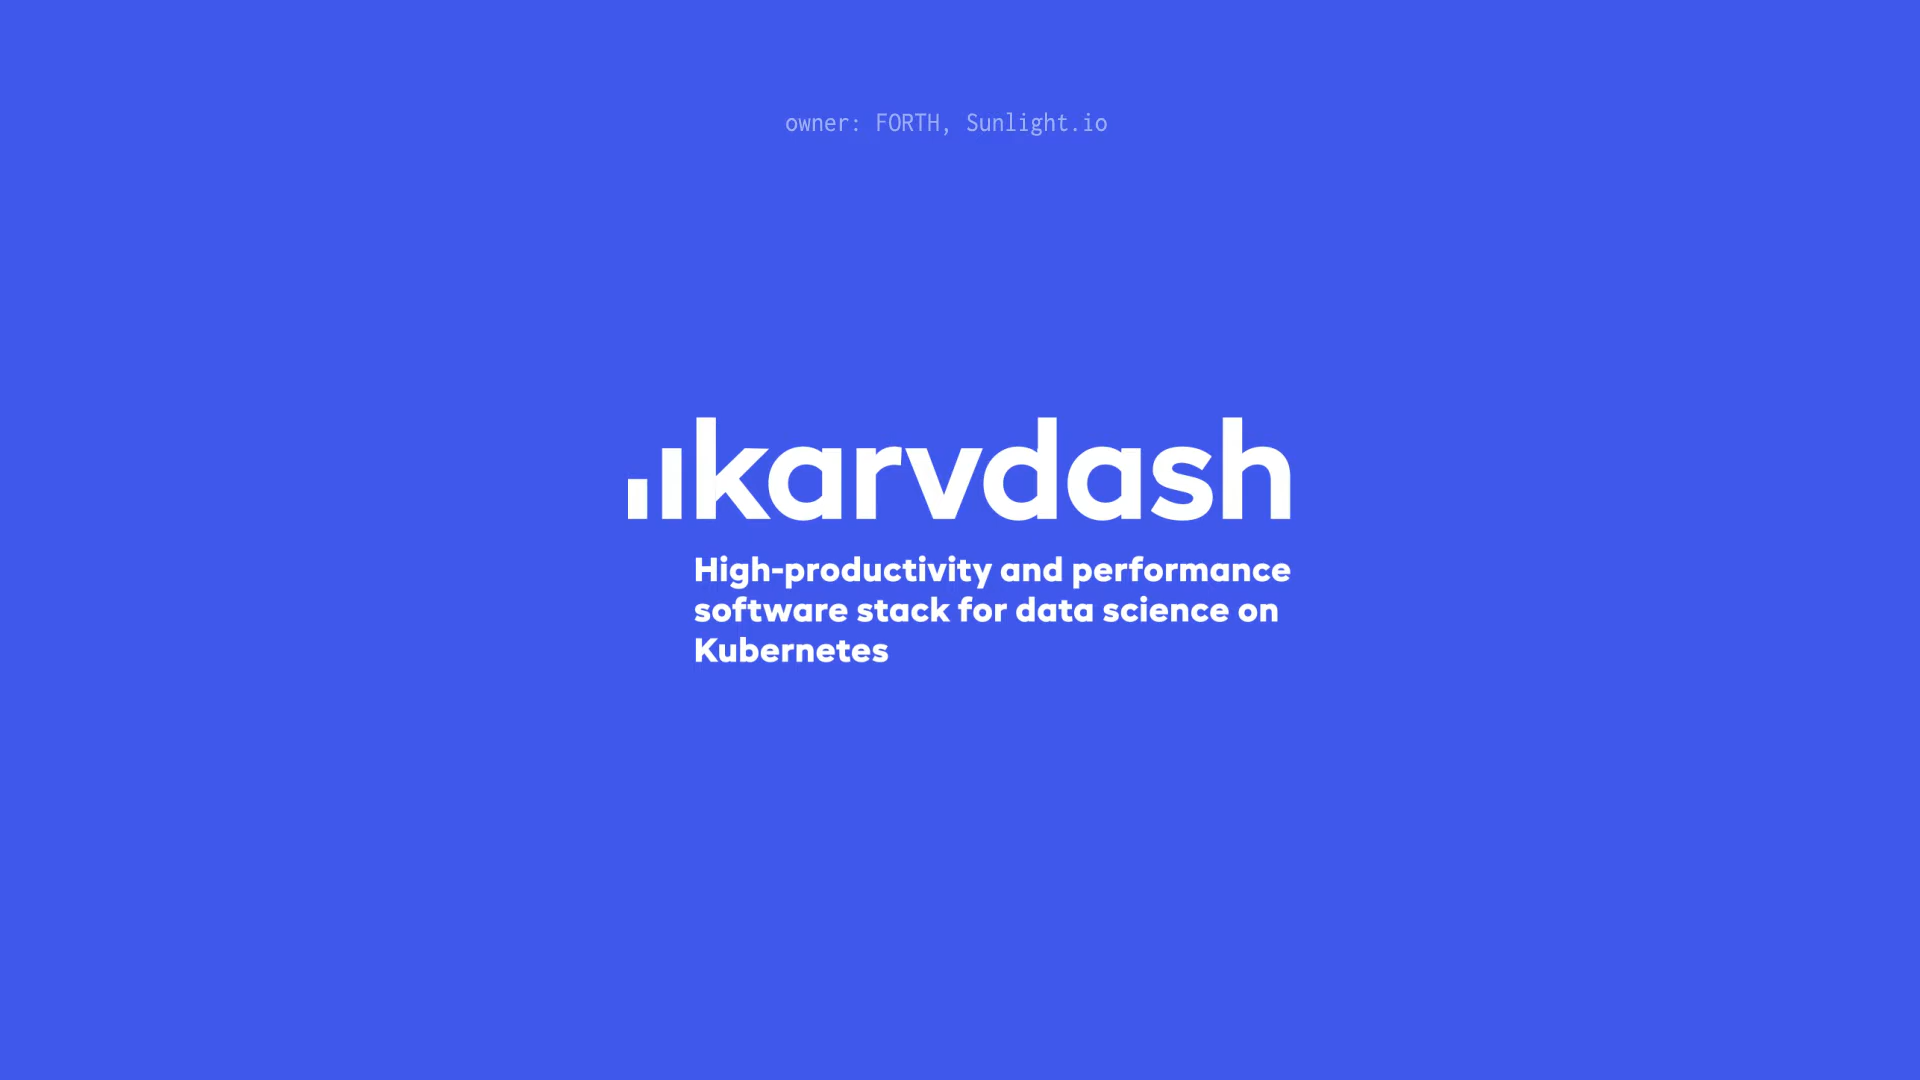 owner: FORTH, Sunlight.io
karvdash
High-productivity and performance
software stack for data science on
Kubernetes